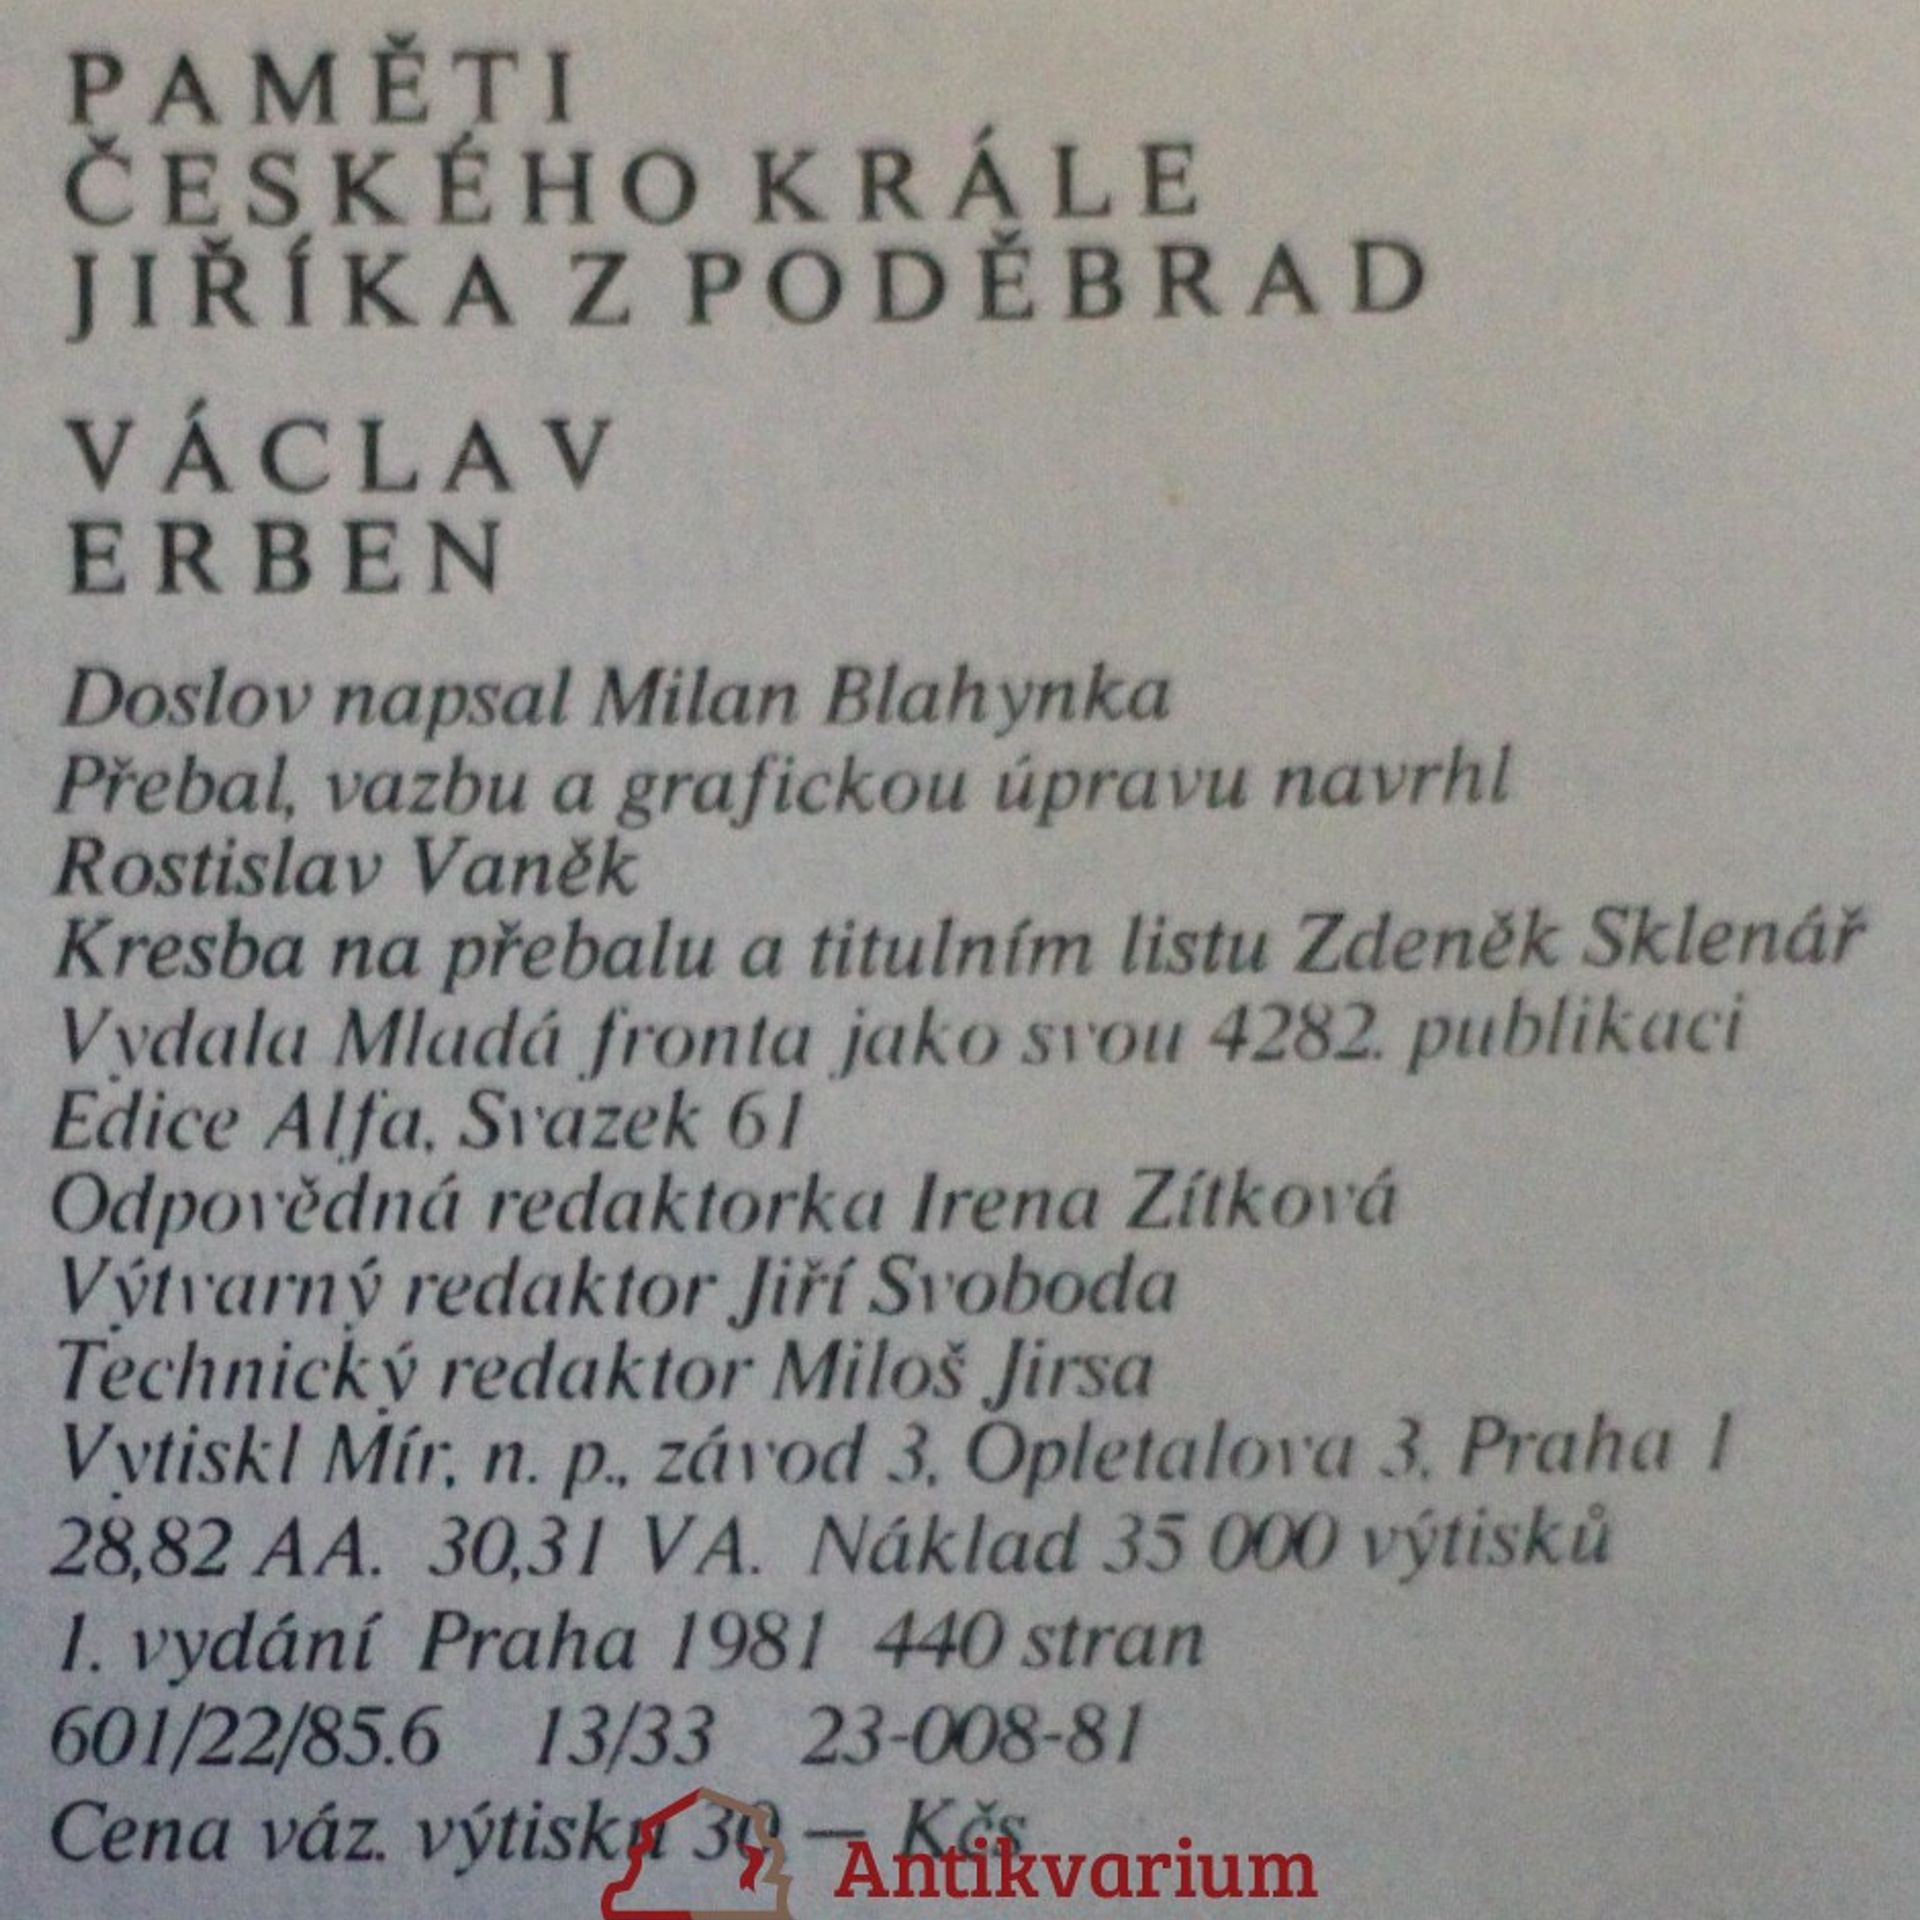 PAMĚTI
ČESKÉHO KRÁLE
JIŘÍKA Z PODĚBRAD
VÁCLAV
ERBEN
Doslov napsal Milan Blahynka
Přebal, vazbu a grafickou úpravu navrhl
Rostislav Vaněk
Kresba na přebalu a titulním listu Zdeněk Sklenář
Vydala Mladá fronta jako svou 4282. publikaci
Edice Alfa, Svazek 61
Odpovědná redaktorka Irena Zítková
Výtvarný redaktor Jiří Svoboda
Technický redaktor Miloš Jirsa
Vytiskl Mír, n. p., závod 3, Opletalova 3, Praha 1
28,82 AA. 30,31 VA. Náklad 35 000 výtisků
1. vydání Praha 1981 440 stran
601/22/85.6 13/33 23-008-81
Cena váz. výtisku 30 — Kčs
Antikvarium